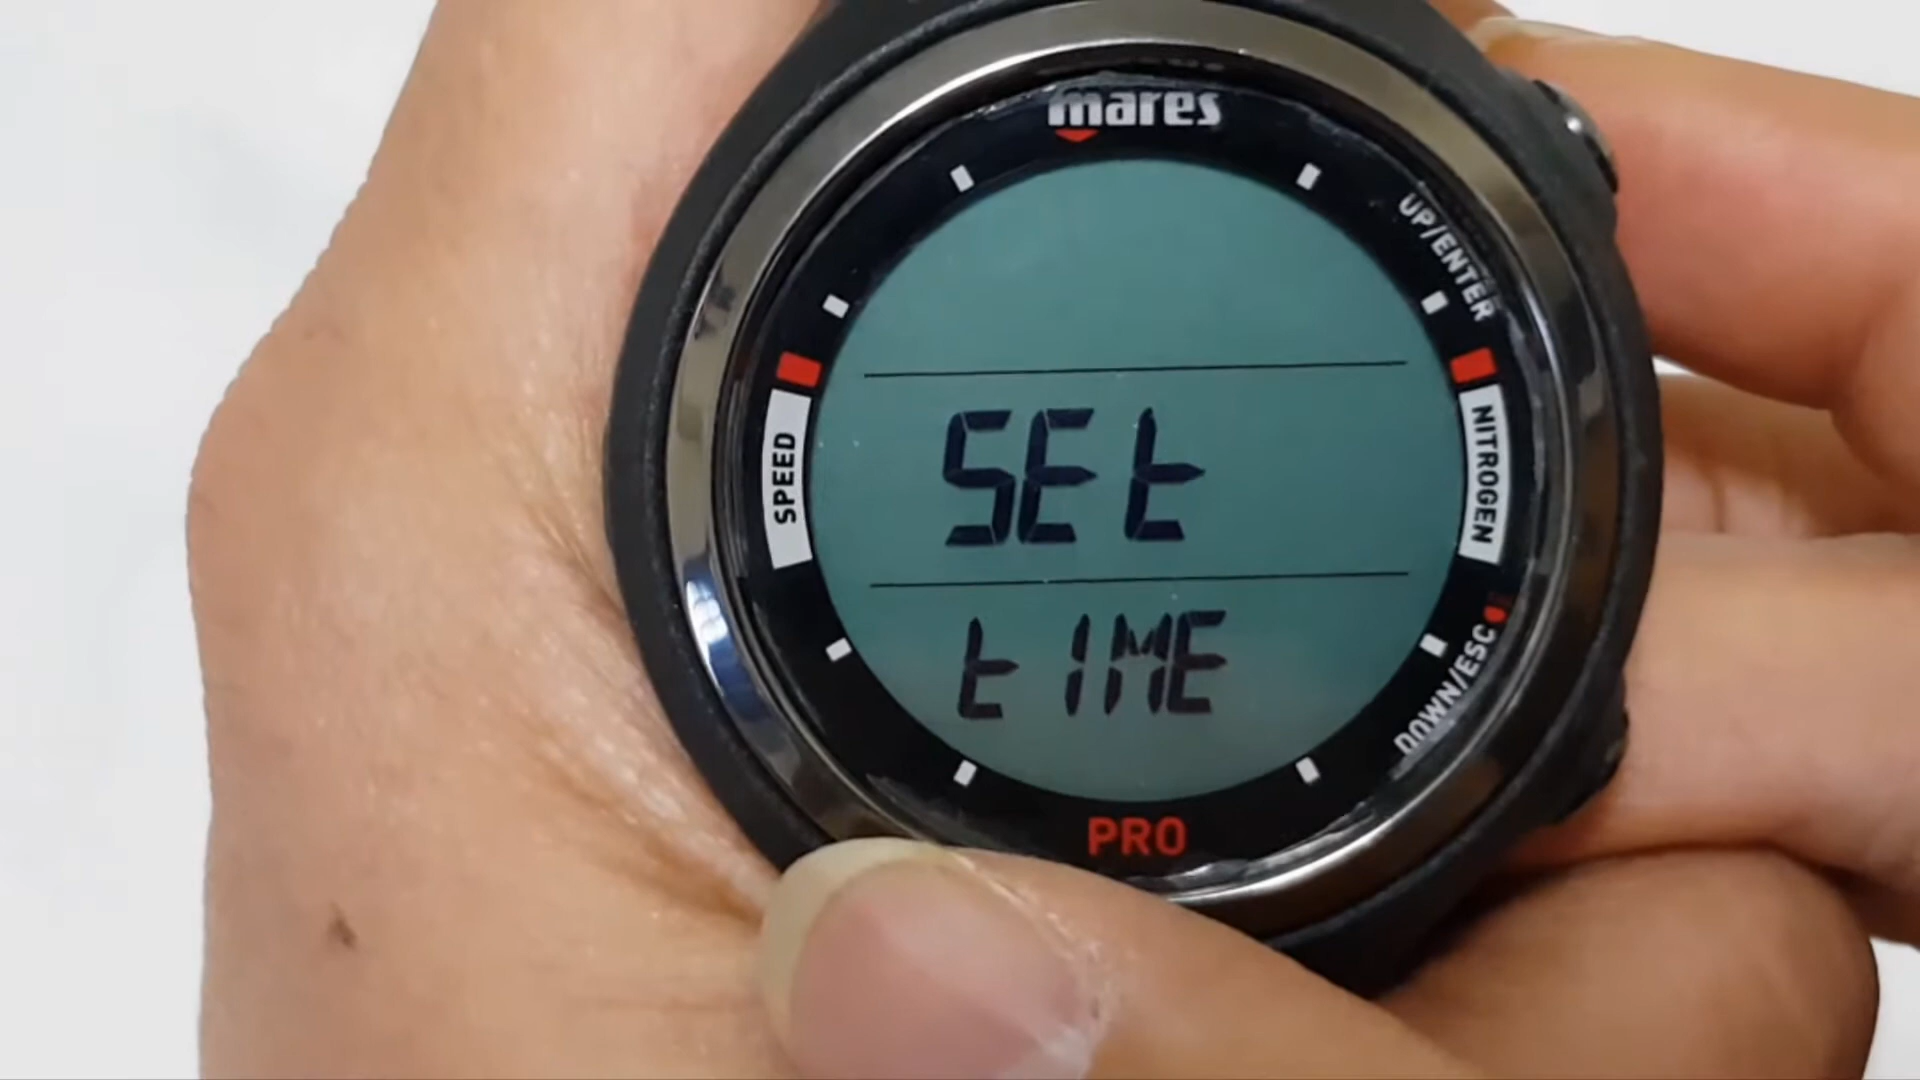 mares
UP/ENTER
SPEED
NITROGEN
SEt
tIME
DOWN/ESC
PRO